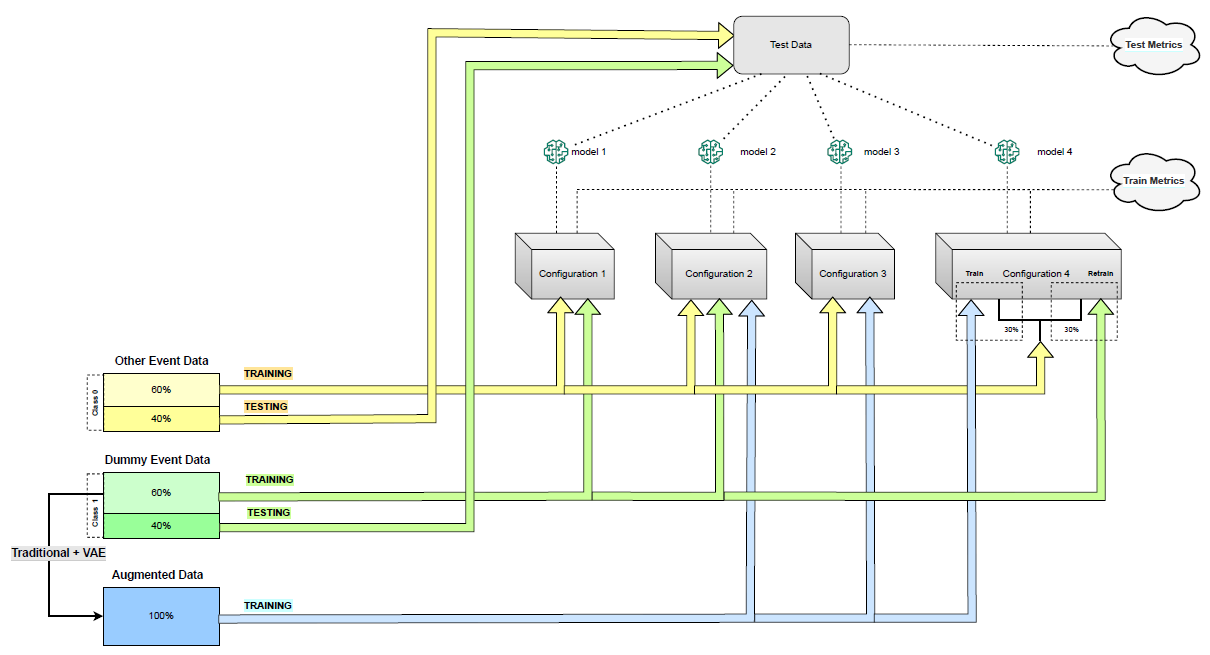 Test Data
Test Metrics
model 1
model 2
model 3
model 4
Train Metrics
Configuration 1
Configuration 2
Configuration 3
Train
Configuration 4
Retrain
30%
30%
Other Event Data
TRAINING
Class 0
60%
TESTING
40%
Dummy Event Data
TRAINING
Class 1
60%
TESTING
40%
Traditional + VAE
Augmented Data
TRAINING
100%